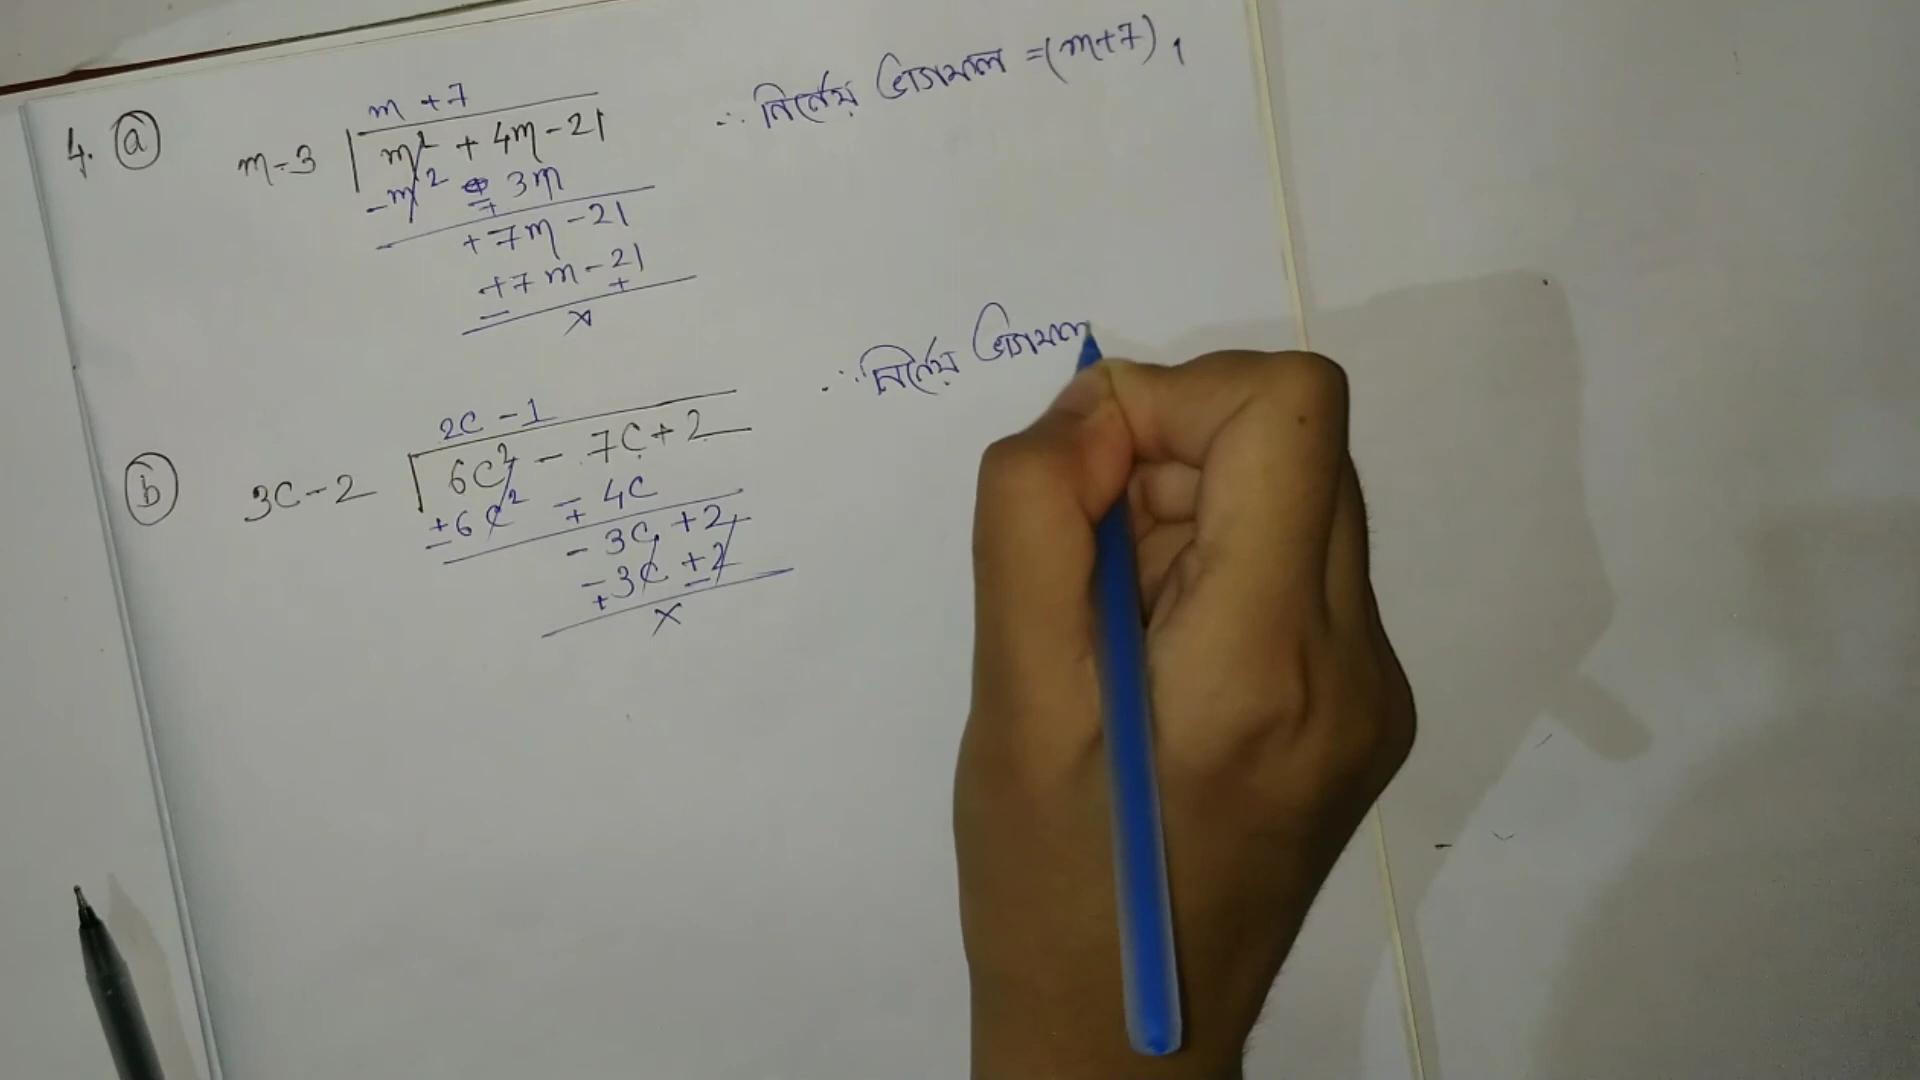 4. ⓐ m-3 m + 7
m² + 4m - 21
- m² + 3m
+ 7m - 21
+ 7m - 21
- +
×
∴ নির্নেয় ভাগফল = (m+7) ।
ⓑ 3c-2 2c - 1
6c² - 7c + 2
+ 6c² - 4c
- +
- 3c + 2
- 3c + 2
+ -
×
∴ নির্নেয় ভাগফল